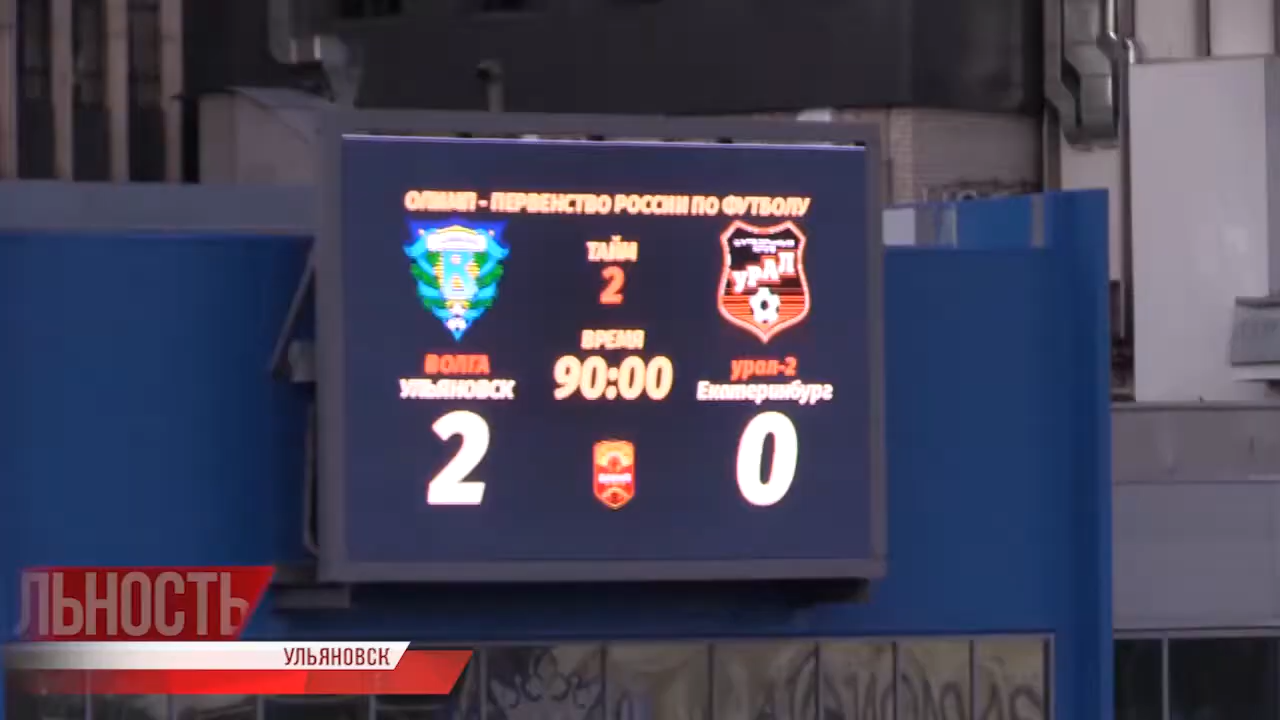 ОЛИМП - ПЕРВЕНСТВО РОССИИ ПО ФУТБОЛУ
ТАЙМ
2
УРАЛ
ВРЕМЯ
90:00
ВОЛГА
УЛЬЯНОВСК
2
урал-2
Екатеринбург
0
ЛЬНОСТЬ
УЛЬЯНОВСК